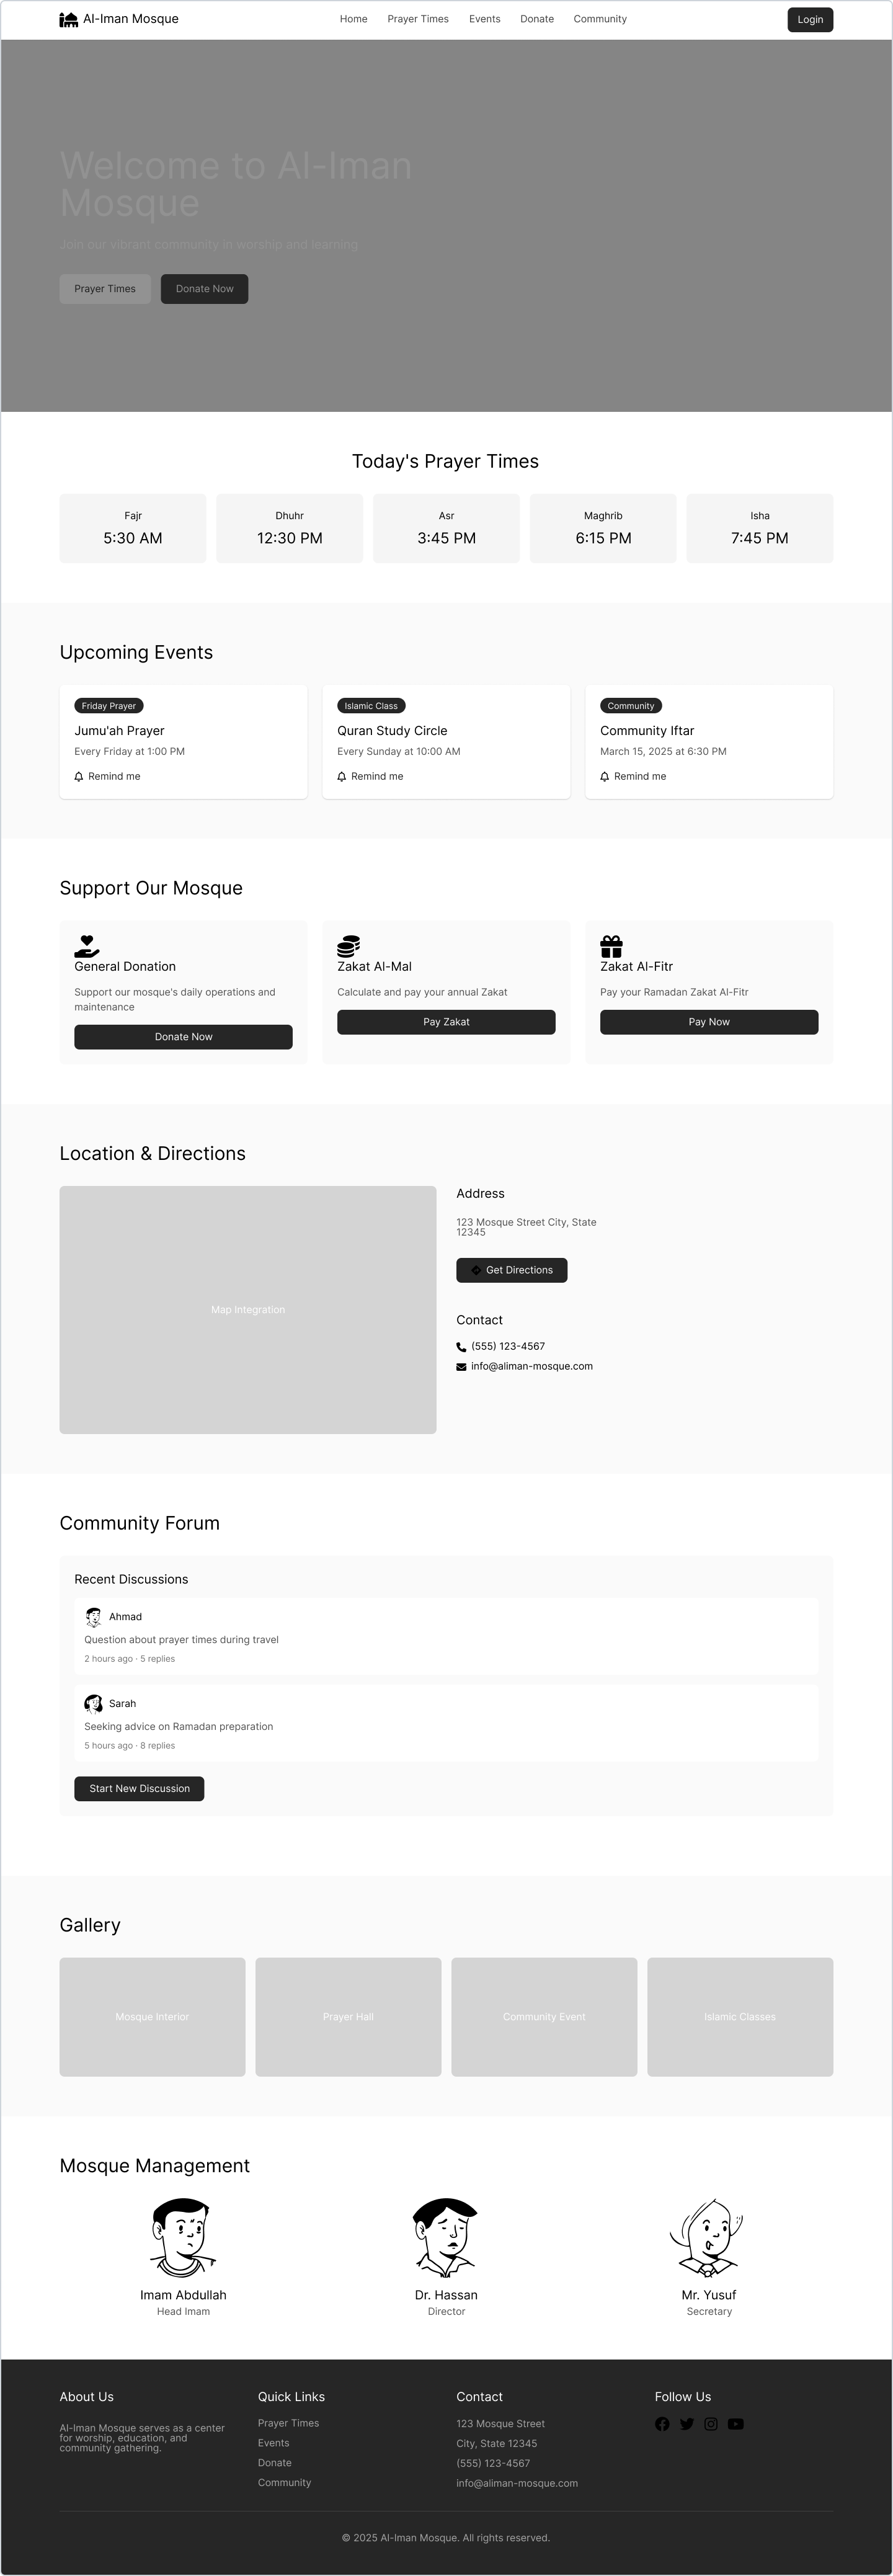 Al-Iman Mosque
Home Prayer Times Events Donate Community
Login
Welcome to Al-Iman
Mosque
Join our vibrant community in worship and learning
Prayer Times Donate Now
Today's Prayer Times
Fajr
5:30 AM
Dhuhr
12:30 PM
Asr
3:45 PM
Maghrib
6:15 PM
Isha
7:45 PM
Upcoming Events
Friday Prayer
Jumu'ah Prayer
Every Friday at 1:00 PM
Remind me
Islamic Class
Quran Study Circle
Every Sunday at 10:00 AM
Remind me
Community
Community Iftar
March 15, 2025 at 6:30 PM
Remind me
Support Our Mosque
General Donation
Support our mosque's daily operations and
maintenance
Donate Now
Zakat Al-Mal
Calculate and pay your annual Zakat
Pay Zakat
Zakat Al-Fitr
Pay your Ramadan Zakat Al-Fitr
Pay Now
Location & Directions
Map Integration
Address
123 Mosque Street City, State
12345
Get Directions
Contact
(555) 123-4567
info@aliman-mosque.com
Community Forum
Recent Discussions
Ahmad
Question about prayer times during travel
2 hours ago · 5 replies
Sarah
Seeking advice on Ramadan preparation
5 hours ago · 8 replies
Start New Discussion
Gallery
Mosque Interior
Prayer Hall
Community Event
Islamic Classes
Mosque Management
Imam Abdullah
Head Imam
Dr. Hassan
Director
Mr. Yusuf
Secretary
About Us
Al-Iman Mosque serves as a center
for worship, education, and
community gathering.
Quick Links
Prayer Times
Events
Donate
Community
Contact
123 Mosque Street
City, State 12345
(555) 123-4567
info@aliman-mosque.com
Follow Us
© 2025 Al-Iman Mosque. All rights reserved.